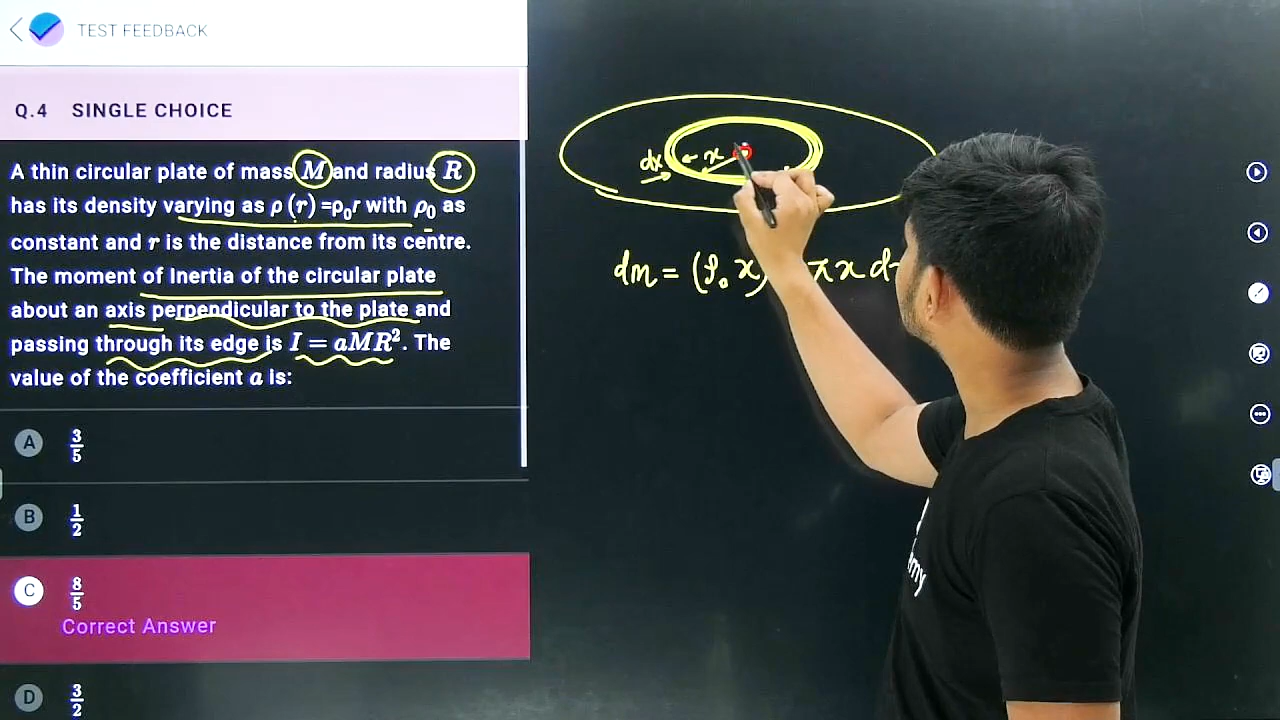 TEST FEEDBACK
Q.4 SINGLE CHOICE
A thin circular plate of mass M and radius R
has its density varying as ρ (r) =ρ₀r with ρ₀ as
constant and r is the distance from its centre.
The moment of Inertia of the circular plate
about an axis perpendicular to the plate and
passing through its edge is I = aMR². The
value of the coefficient a is:
A 3/5
B 1/2
C 8/5
Correct Answer
D 3/2
dx
x
dm = (ρ₀ x) π x d
my